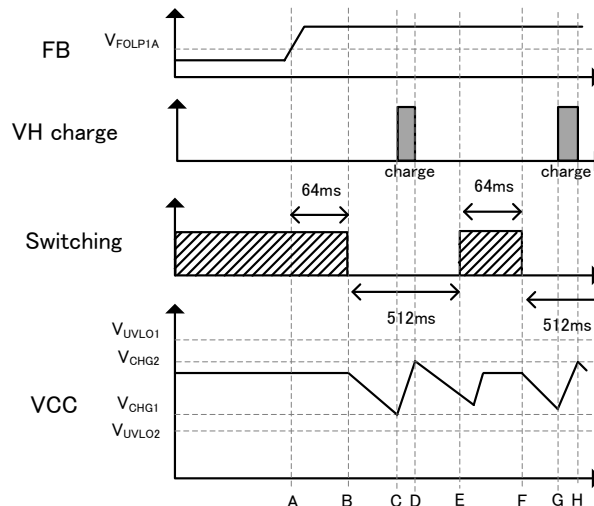 FB
VFOLP1A
VH charge
charge
charge
64ms
64ms
Switching
512ms
512ms
VUVLO1
VCHG2
VCC
VCHG1
VUVLO2
A B C D E F G H